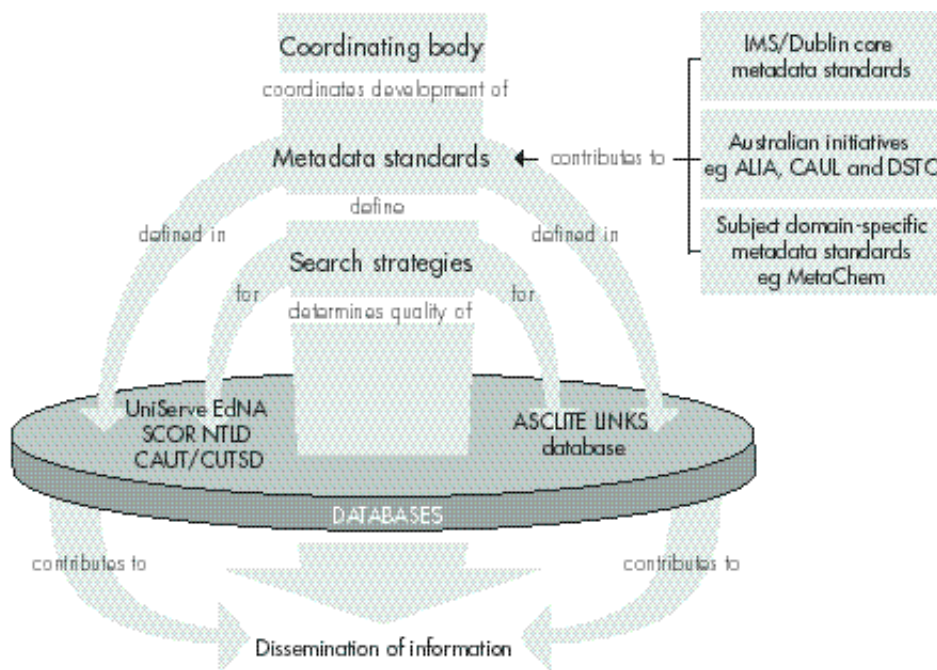 Coordinating body
coordinates development of
Metadata standards
contributes to
IMS/Dublin core
metadata standards
Australian initiatives
eg ALIA, CAUL and DSTC
Subject domain-specific
metadata standards
eg MetaChem
define
defined in
defined in
Search strategies
for
for
determines quality of
UniServe EdNA
SCOR NTLD
CAUT/CUTSD
ASCLITE LINKS
database
DATABASES
contributes to
contributes to
Dissemination of information